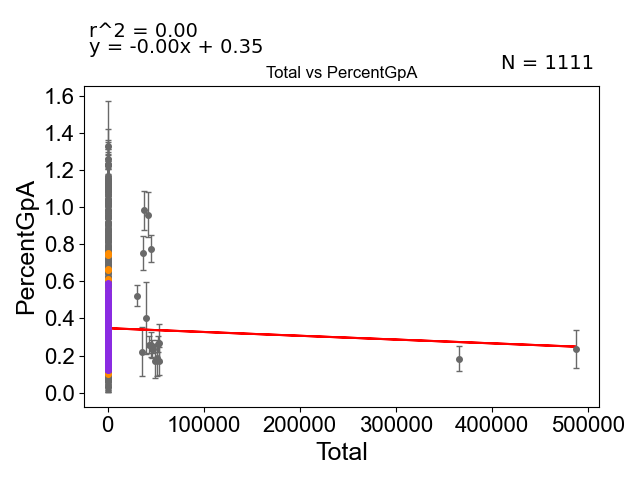 r^2 = 0.00
y = -0.00x + 0.35
N = 1111
Total vs PercentGpA
PercentGpA
1.6
1.4
1.2
1.0
0.8
0.6
0.4
0.2
0.0
0 100000 200000 300000 400000 500000
Total